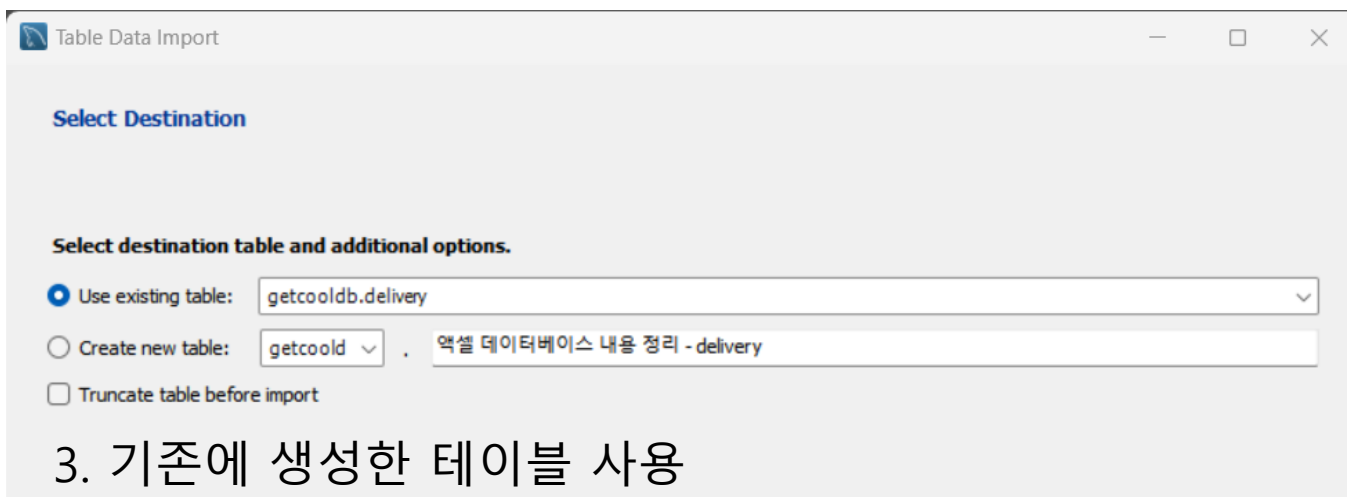 Table Data Import
Select Destination
Select destination table and additional options.
Use existing table: getcooldb.delivery
Create new table: getcoold . 액셀 데이터베이스 내용 정리 - delivery
Truncate table before import
3. 기존에 생성한 테이블 사용